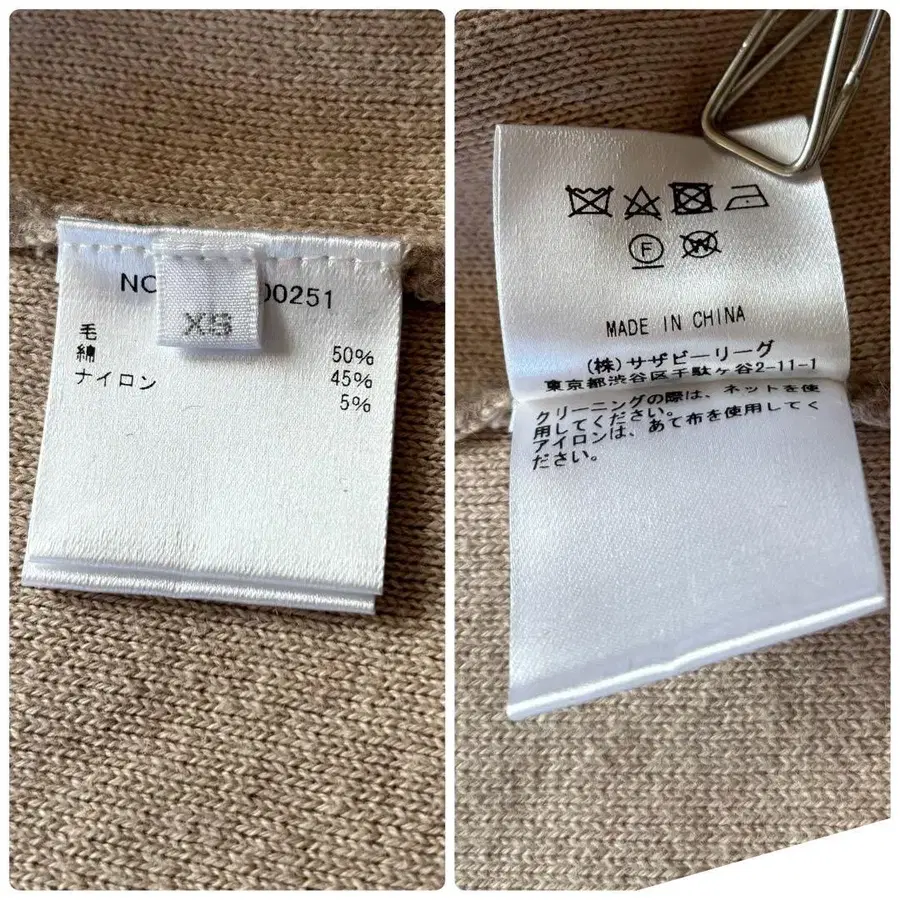 NC
00251
XS
毛
綿
ナイロン
50%
45%
5%
F
W
MADE IN CHINA
(株)サザビーリーグ
東京都渋谷区千駄ヶ谷2-11-1
クリーニングの際は、ネットを使
用してください。
アイロンは、あて布を使用してく
ださい。